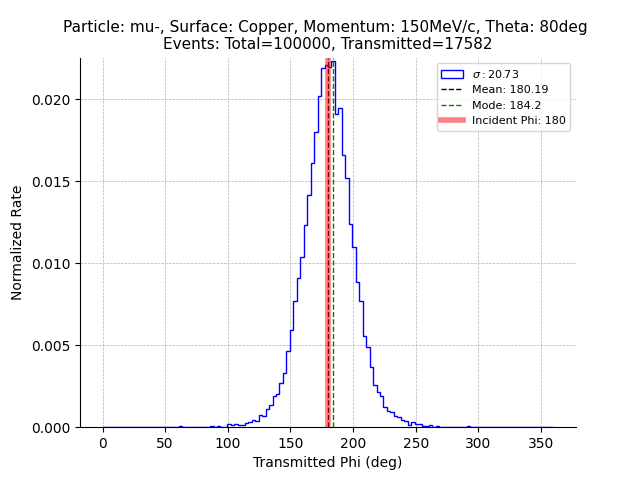 Particle: mu-, Surface: Copper, Momentum: 150MeV/c, Theta: 80deg
Events: Total=100000, Transmitted=17582
σ: 20.73
Mean: 180.19
Mode: 184.2
Incident Phi: 180
Normalized Rate
0.020
0.015
0.010
0.005
0.000
0 50 100 150 200 250 300 350
Transmitted Phi (deg)